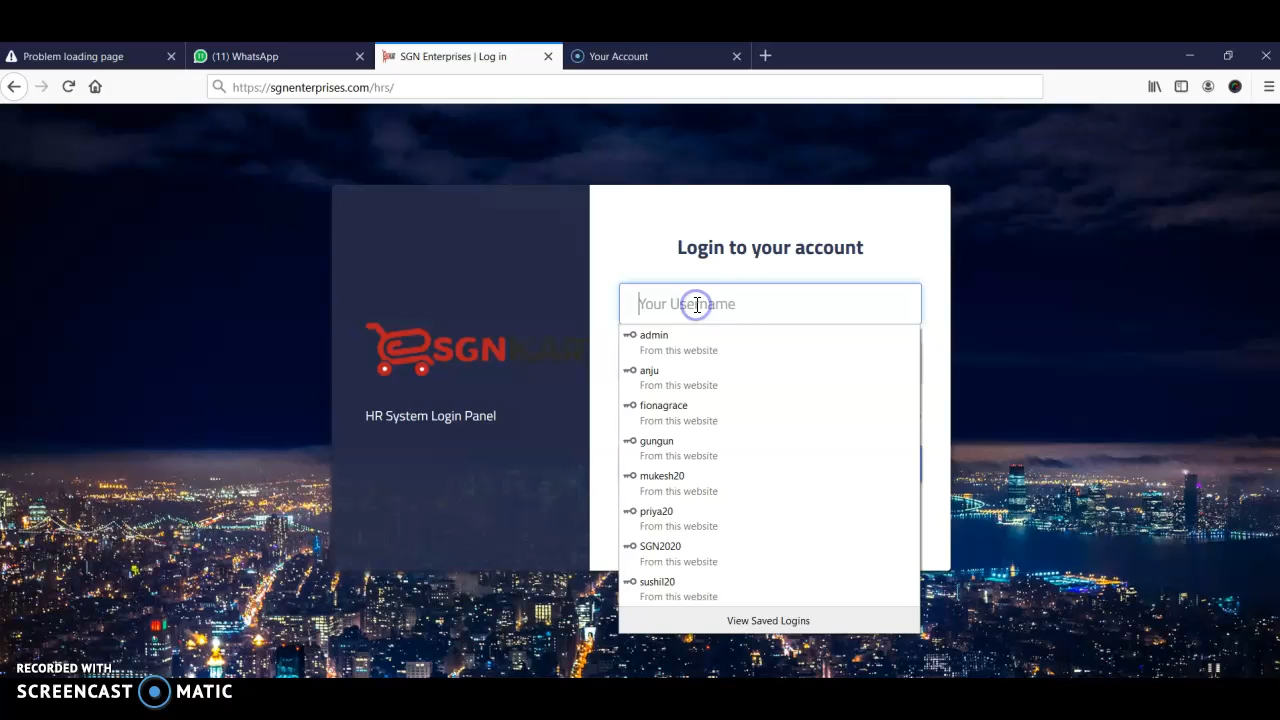 Problem loading page
(11) WhatsApp
SGN Enterprises | Log in
Your Account
https://sgnenterprises.com/hrs/
Login to your account
Your Username
admin
From this website
anju
From this website
fionagrace
From this website
gungun
From this website
mukesh20
From this website
priya20
From this website
SGN2020
From this website
sushil20
From this website
View Saved Logins
SGNKAR
HR System Login Panel
RECORDED WITH
SCREENCAST MATIC